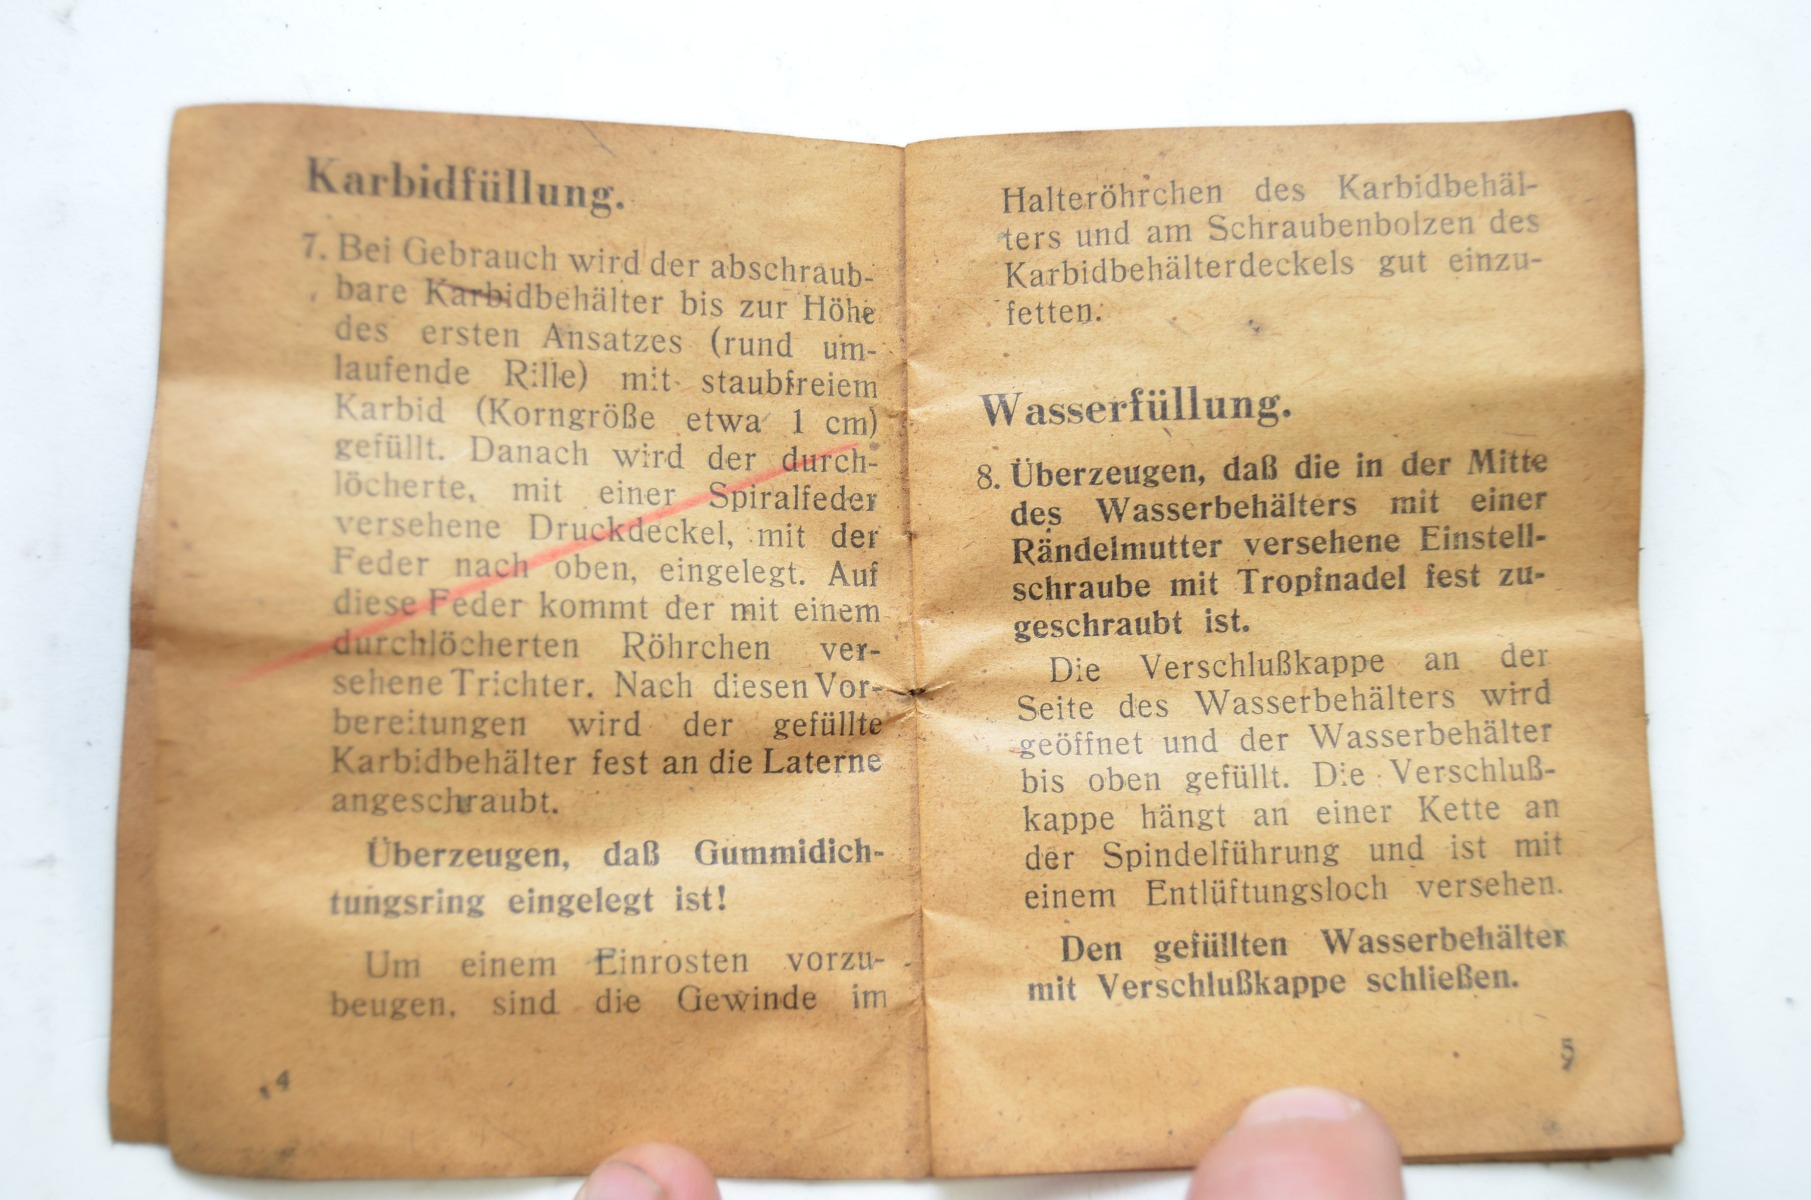 Karbidfüllung.
7. Bei Gebrauch wird der abschraub-
bare Karbidbehälter bis zur Höhe
des ersten Ansatzes (rund um-
laufende Rille) mit staubfreiem
Karbid (Korngröße etwa 1 cm)
gefüllt. Danach wird der durch-
löcherte, mit einer Spiralfeder
versehene Druckdeckel, mit der
Feder nach oben, eingelegt. Auf
diese Feder kommt der mit einem
durchlöcherten Röhrchen ver-
sehene Trichter. Nach diesen Vor-
bereitungen wird der gefüllte
Karbidbehälter fest an die Laterne
angeschraubt.
Überzeugen, daß Gummidich-
tungsring eingelegt ist!
Um einem Einrosten vorzu-
beugen, sind die Gewinde im
4
Halteröhrchen des Karbidbehäl-
ters und am Schraubenbolzen des
Karbidbehälterdeckels gut einzu-
fetten.
Wasserfüllung.
8. Überzeugen, daß die in der Mitte
des Wasserbehälters mit einer
Rändelmutter versehene Einstell-
schraube mit Tropfnadel fest zu-
geschraubt ist.
Die Verschlußkappe an der
Seite des Wasserbehälters wird
geöffnet und der Wasserbehälter
bis oben gefüllt. Die Verschluß-
kappe hängt an einer Kette an
der Spindelführung und ist mit
einem Entlüftungsloch versehen.
Den gefüllten Wasserbehälter
mit Verschlußkappe schließen.
5